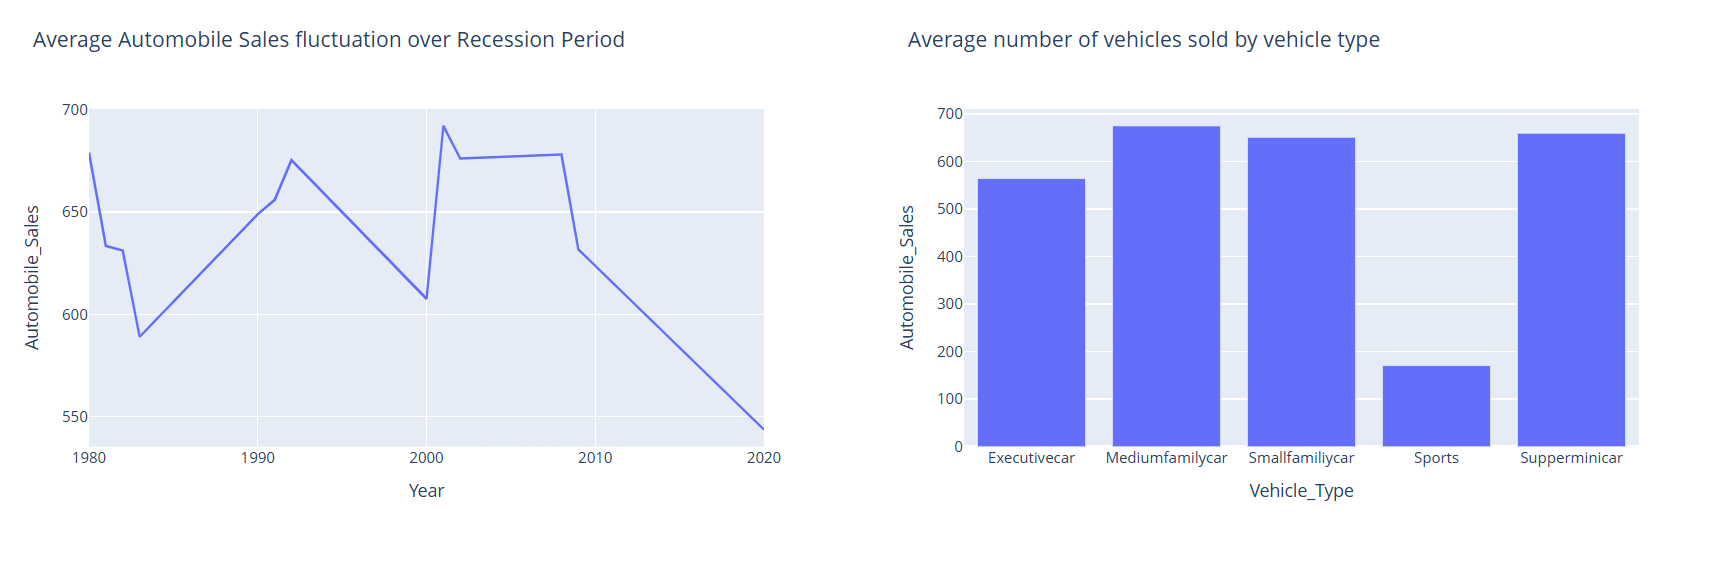 Average Automobile Sales fluctuation over Recession Period
700
650
600
550
Automobile_Sales
1980 1990 2000 2010 2020
Year
Average number of vehicles sold by vehicle type
700
600
500
400
300
200
100
0
Automobile_Sales
Executivecar Mediumfamilycar Smallfamiliycar Sports Supperminicar
Vehicle_Type